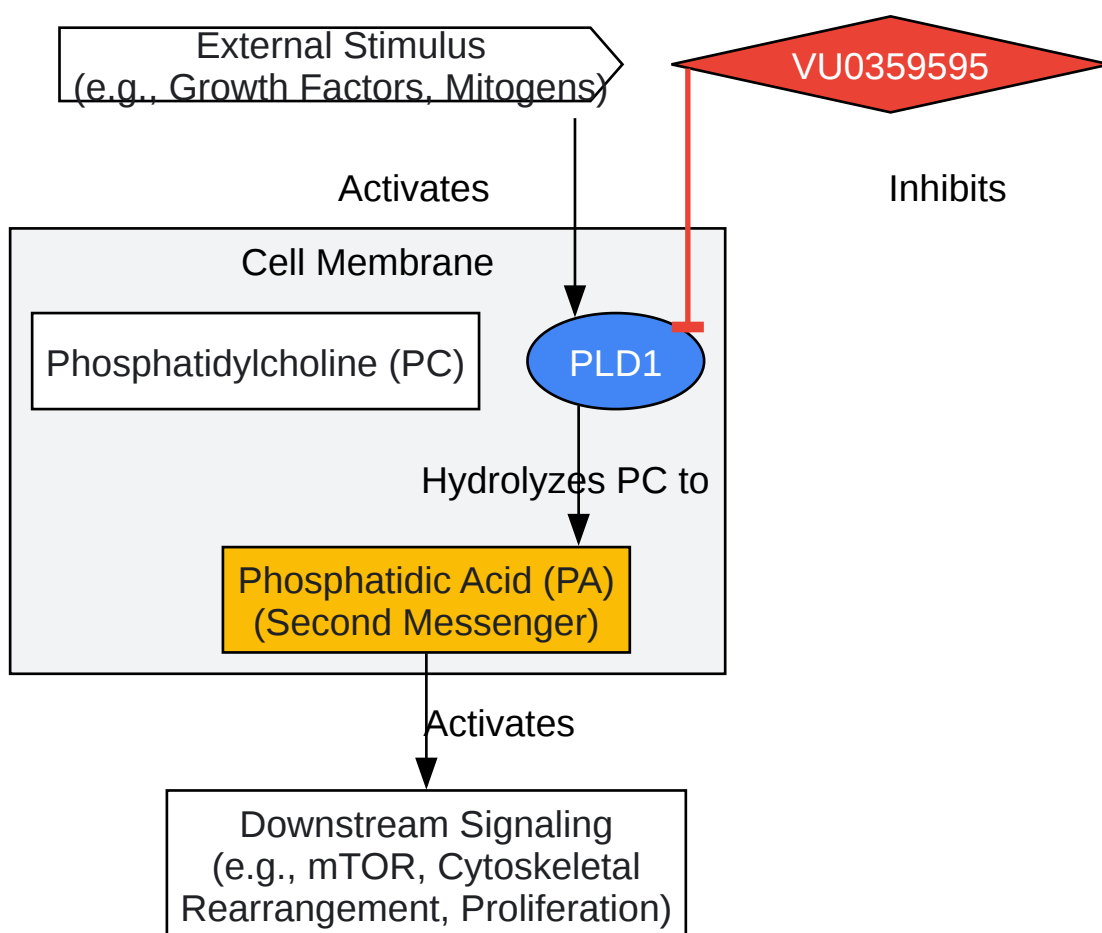 External Stimulus
(e.g., Growth Factors, Mitogens)
VU0359595
Activates
Inhibits
Cell Membrane
Phosphatidylcholine (PC)
PLD1
Hydrolyzes PC to
Phosphatidic Acid (PA)
(Second Messenger)
Activates
Downstream Signaling
(e.g., mTOR, Cytoskeletal
Rearrangement, Proliferation)